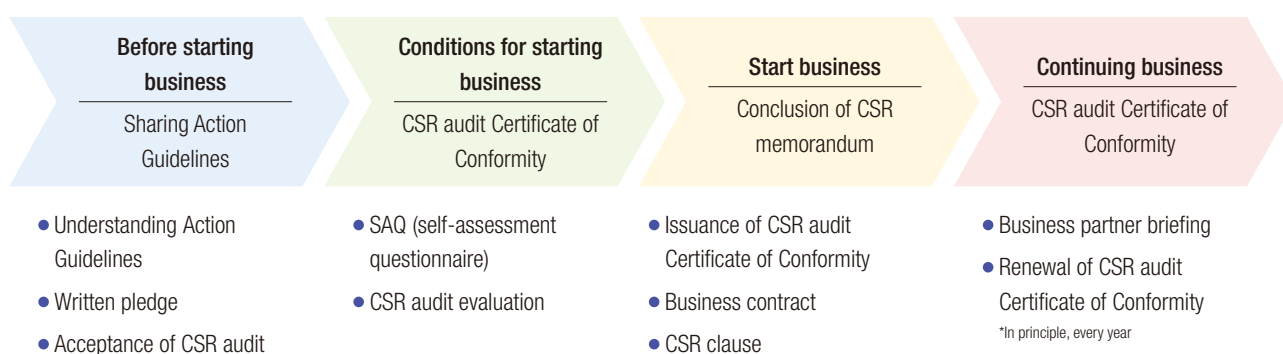 Before starting
business
Sharing Action
Guidelines
• Understanding Action
Guidelines
• Written pledge
• Acceptance of CSR audit
Conditions for starting
business
CSR audit Certificate of
Conformity
• SAQ (self-assessment
questionnaire)
• CSR audit evaluation
Start business
Conclusion of CSR
memorandum
• Issuance of CSR audit
Certificate of Conformity
• Business contract
• CSR clause
Continuing business
CSR audit Certificate of
Conformity
• Business partner briefing
• Renewal of CSR audit
Certificate of Conformity
*In principle, every year